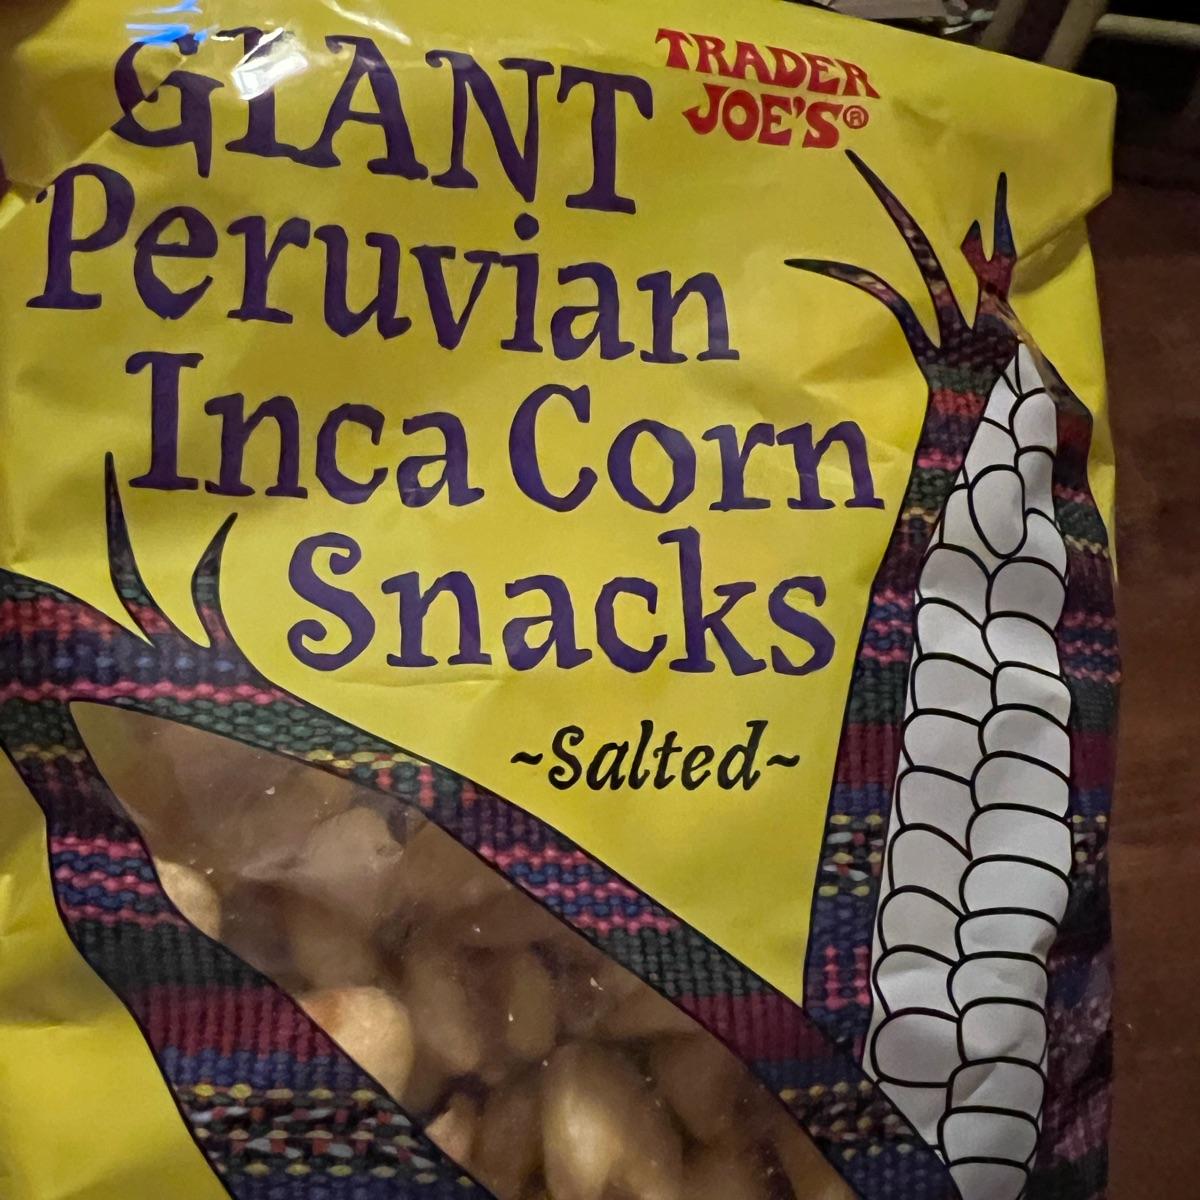 GIANT
Peruvian
Inca Corn
Snacks
~Salted~
TRADER
JOE'S®